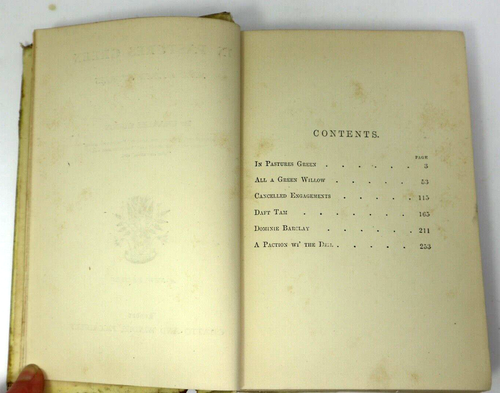 CONTENTS.
PAGE
IN PASTURES GREEN . . . . . . 3
ALL A GREEN WILLOW . . . . . 53
CANCELLED ENGAGEMENTS . . . . . 115
DAFT TAM . . . . . . . 165
DOMINIE BARCLAY . . . . . . 211
A PACTION WI' THE DEIL . . . . . 255